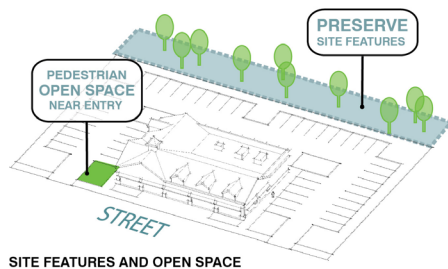 PRESERVE
SITE FEATURES
PEDESTRIAN
OPEN SPACE
NEAR ENTRY
STREET
SITE FEATURES AND OPEN SPACE